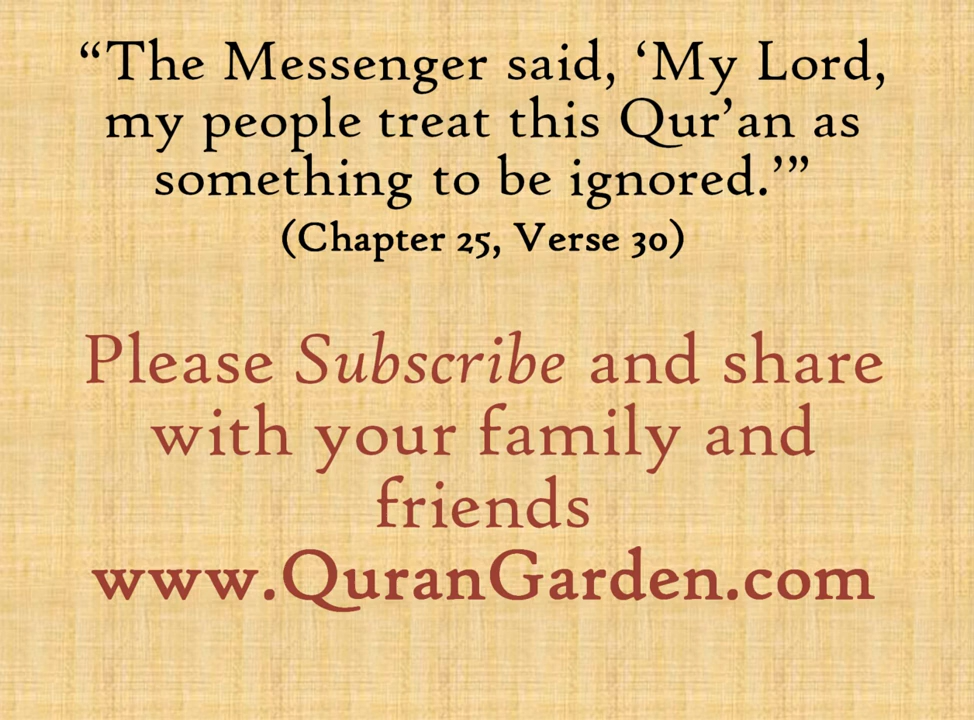 “The Messenger said, ‘My Lord,
my people treat this Qur’an as
something to be ignored.’”
(Chapter 25, Verse 30)
Please Subscribe and share
with your family and
friends
www.QuranGarden.com